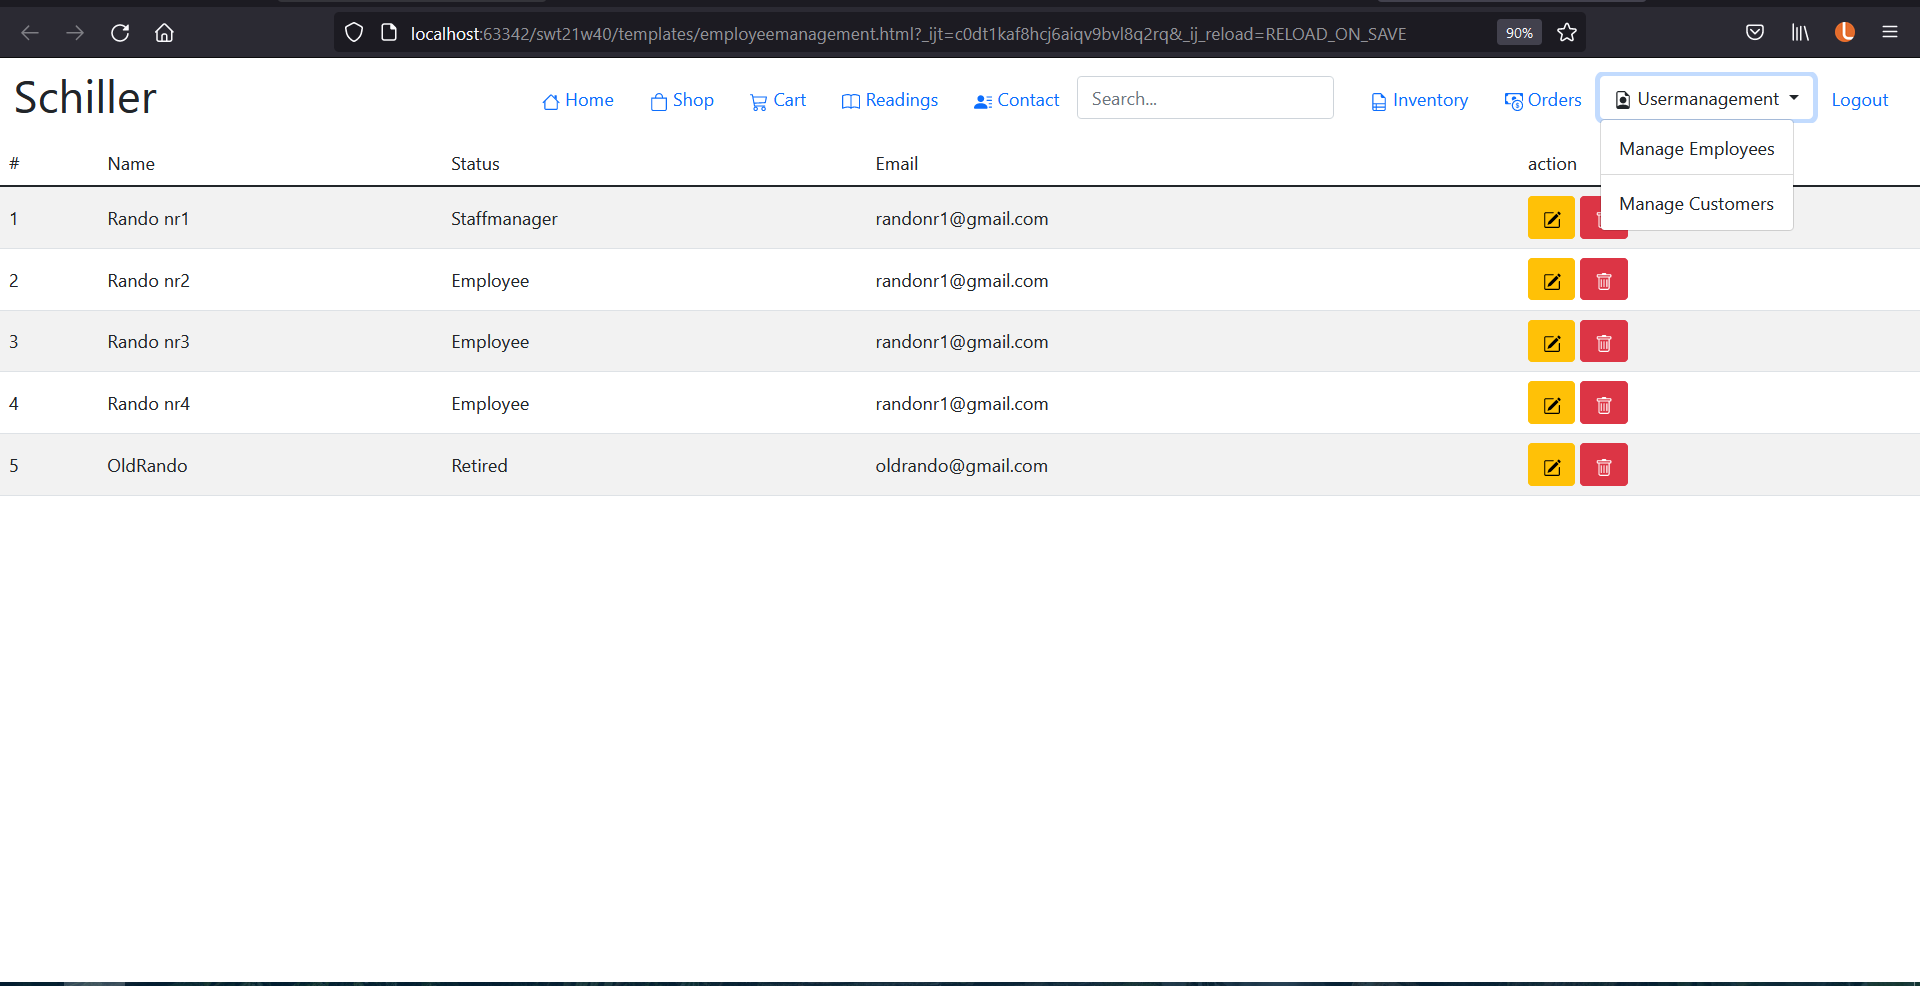 localhost:63342/swt21w40/templates/employeemanagement.html?_ijt=c0dt1kaf8hcj6aiqv9bvl8q2rq&_ij_reload=RELOAD_ON_SAVE 90%
Schiller Home Shop Cart Readings Contact Search... Inventory Orders Usermanagement Logout
Manage Employees
Manage Customers
# Name Status Email action
1 Rando nr1 Staffmanager randonr1@gmail.com
2 Rando nr2 Employee randonr1@gmail.com
3 Rando nr3 Employee randonr1@gmail.com
4 Rando nr4 Employee randonr1@gmail.com
5 OldRando Retired oldrando@gmail.com